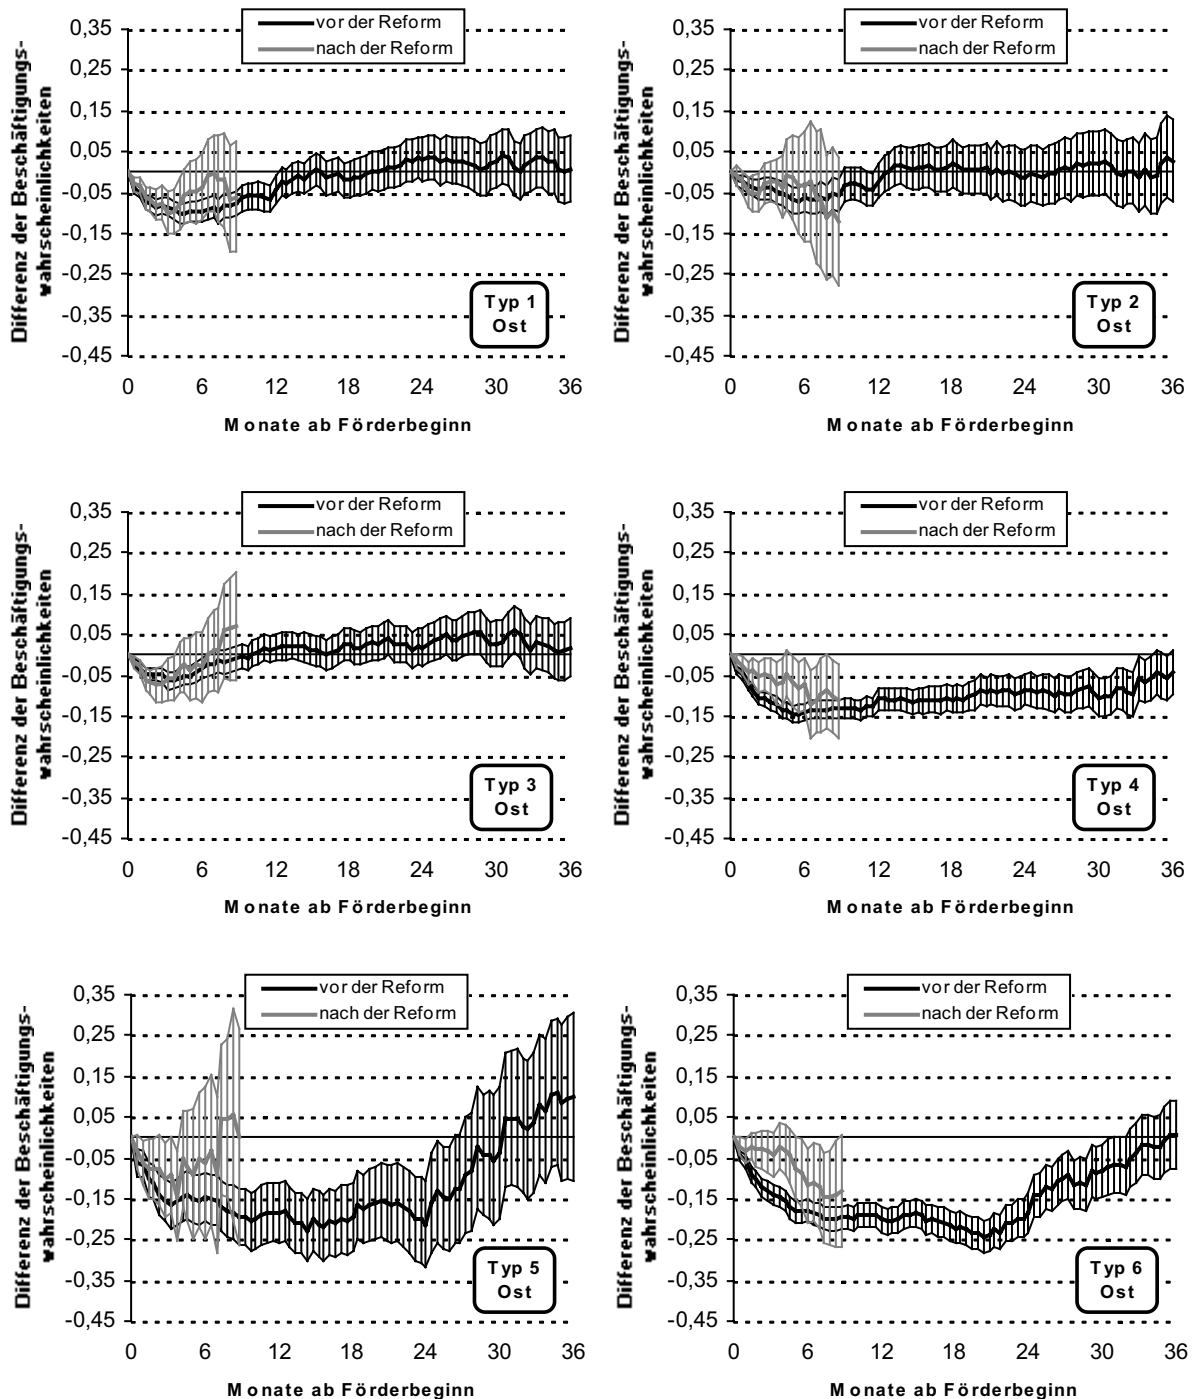 vor der Reform
nach der Reform
Differenz der Beschäftigungs-
wahrscheinlichkeiten
0,35
0,25
0,15
0,05
-0,05
-0,15
-0,25
-0,35
-0,45
Typ 1
Ost
0 6 12 18 24 30 36
Monate ab Förderbeginn
vor der Reform
nach der Reform
Differenz der Beschäftigungs-
wahrscheinlichkeiten
0,35
0,25
0,15
0,05
-0,05
-0,15
-0,25
-0,35
-0,45
Typ 2
Ost
0 6 12 18 24 30 36
Monate ab Förderbeginn
vor der Reform
nach der Reform
Differenz der Beschäftigungs-
wahrscheinlichkeiten
0,35
0,25
0,15
0,05
-0,05
-0,15
-0,25
-0,35
-0,45
Typ 3
Ost
0 6 12 18 24 30 36
Monate ab Förderbeginn
vor der Reform
nach der Reform
Differenz der Beschäftigungs-
wahrscheinlichkeiten
0,35
0,25
0,15
0,05
-0,05
-0,15
-0,25
-0,35
-0,45
Typ 4
Ost
0 6 12 18 24 30 36
Monate ab Förderbeginn
vor der Reform
nach der Reform
Differenz der Beschäftigungs-
wahrscheinlichkeiten
0,35
0,25
0,15
0,05
-0,05
-0,15
-0,25
-0,35
-0,45
Typ 5
Ost
0 6 12 18 24 30 36
Monate ab Förderbeginn
vor der Reform
nach der Reform
Differenz der Beschäftigungs-
wahrscheinlichkeiten
0,35
0,25
0,15
0,05
-0,05
-0,15
-0,25
-0,35
-0,45
Typ 6
Ost
0 6 12 18 24 30 36
Monate ab Förderbeginn